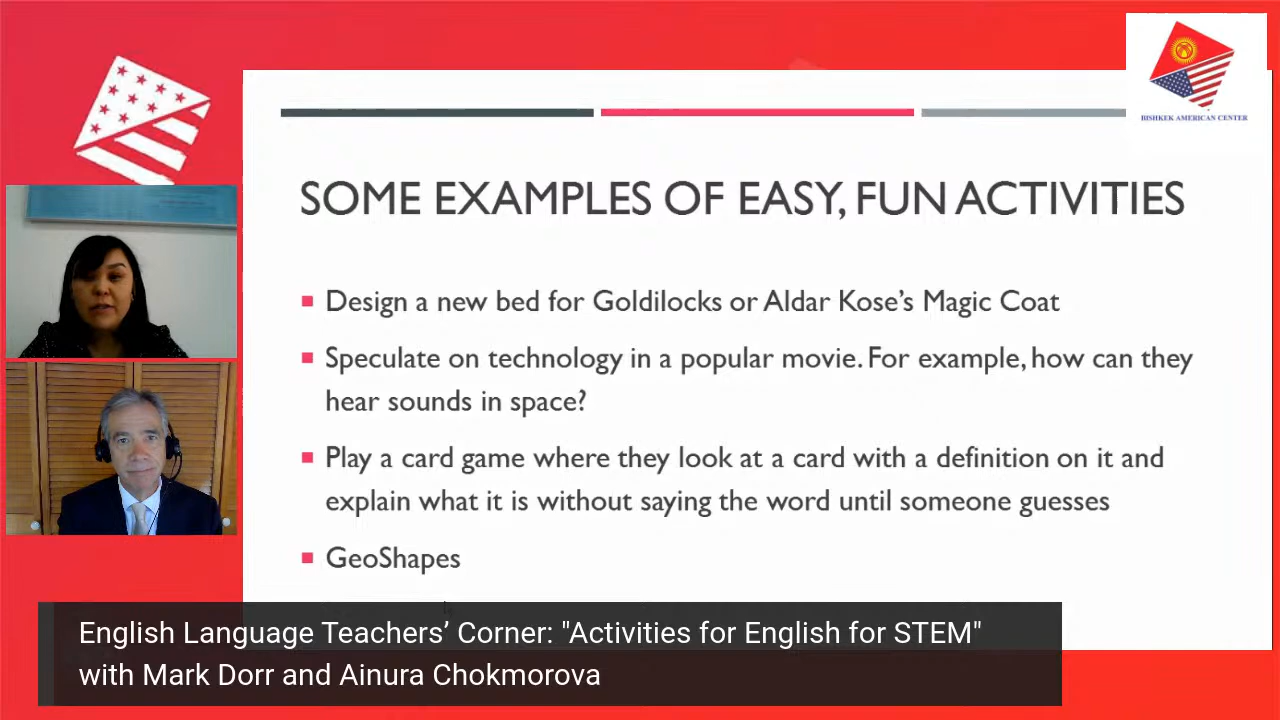 BISHKEK AMERICAN CENTER
SOME EXAMPLES OF EASY, FUN ACTIVITIES
Design a new bed for Goldilocks or Aldar Kose's Magic Coat
Speculate on technology in a popular movie. For example, how can they
hear sounds in space?
Play a card game where they look at a card with a definition on it and
explain what it is without saying the word until someone guesses
GeoShapes
English Language Teachers’ Corner: "Activities for English for STEM"
with Mark Dorr and Ainura Chokmorova